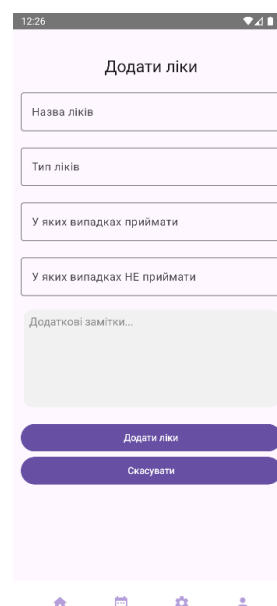 12:26
Додати ліки
Назва ліків
Тип ліків
У яких випадках приймати
У яких випадках НЕ приймати
Додаткові замітки...
Додати ліки
Скасувати